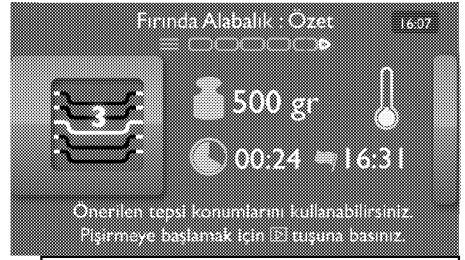 Fırında Alabalık : Özet
16:07
3
500 gr
00:24
16:31
Önerilen tepsi konumlarını kullanabilirsiniz.
Pişirmeye başlamak için tuşuna basınız.